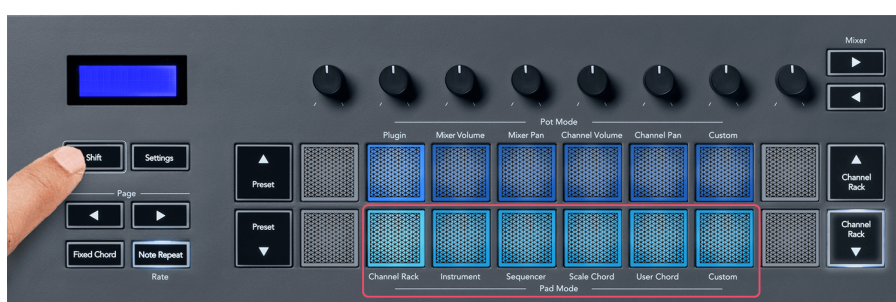 Mixer
Pot Mode
Plugin
Mixer Volume
Mixer Pan
Channel Volume
Channel Pan
Custom
Shift
Settings
Preset
Channel
Rack
Page
Preset
Channel
Rack
Fixed Chord
Note Repeat
Rate
Channel Rack
Instrument
Sequencer
Scale Chord
User Chord
Custom
Pad Mode